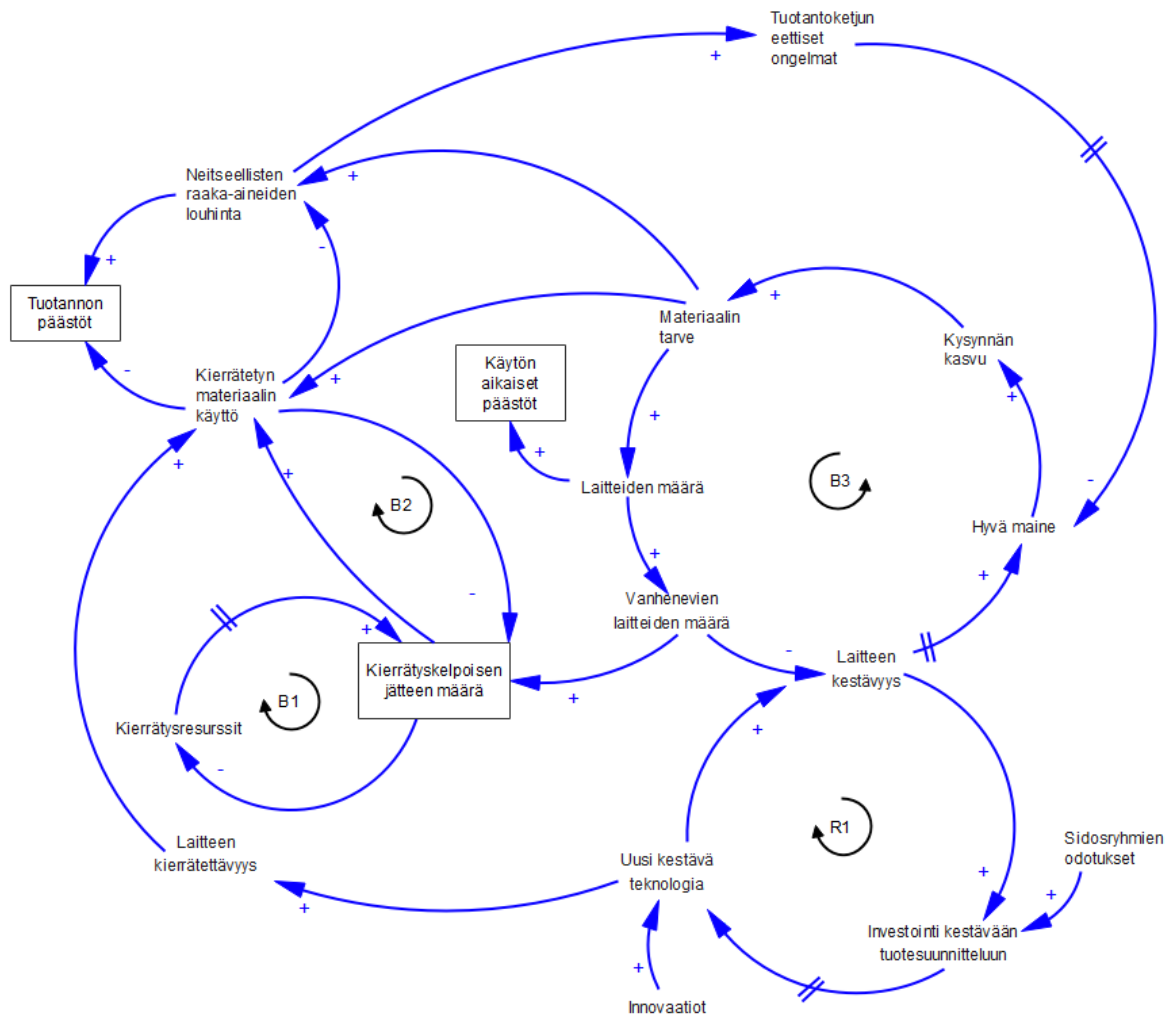 Tuotantoketjun
eettiset
ongelmat
+
Neitseellisten
raaka-aineiden
louhinta
+
-
+
Tuotannon
päästöt
-
Materiaalin
tarve
+
Kysynnän
kasvu
+
Kierrätetyn
materiaalin
käyttö
+
Käytön
aikaiset
päästöt
+
+
+
+
Laitteiden määrä
B2
B3
-
Hyvä maine
+
+
-
Vanhenevien
laitteiden määrä
+
-
Kierrätyskelpoisen
jätteen määrä
+
Laitteen
kestävyys
B1
Kierrätysresurssit
-
+
R1
Laitteen
kierrätettävyys
Uusi kestävä
teknologia
Sidosryhmien
odotukset
+
+
+
Investointi kestävään
tuotesuunnitteluun
+
Innovaatiot